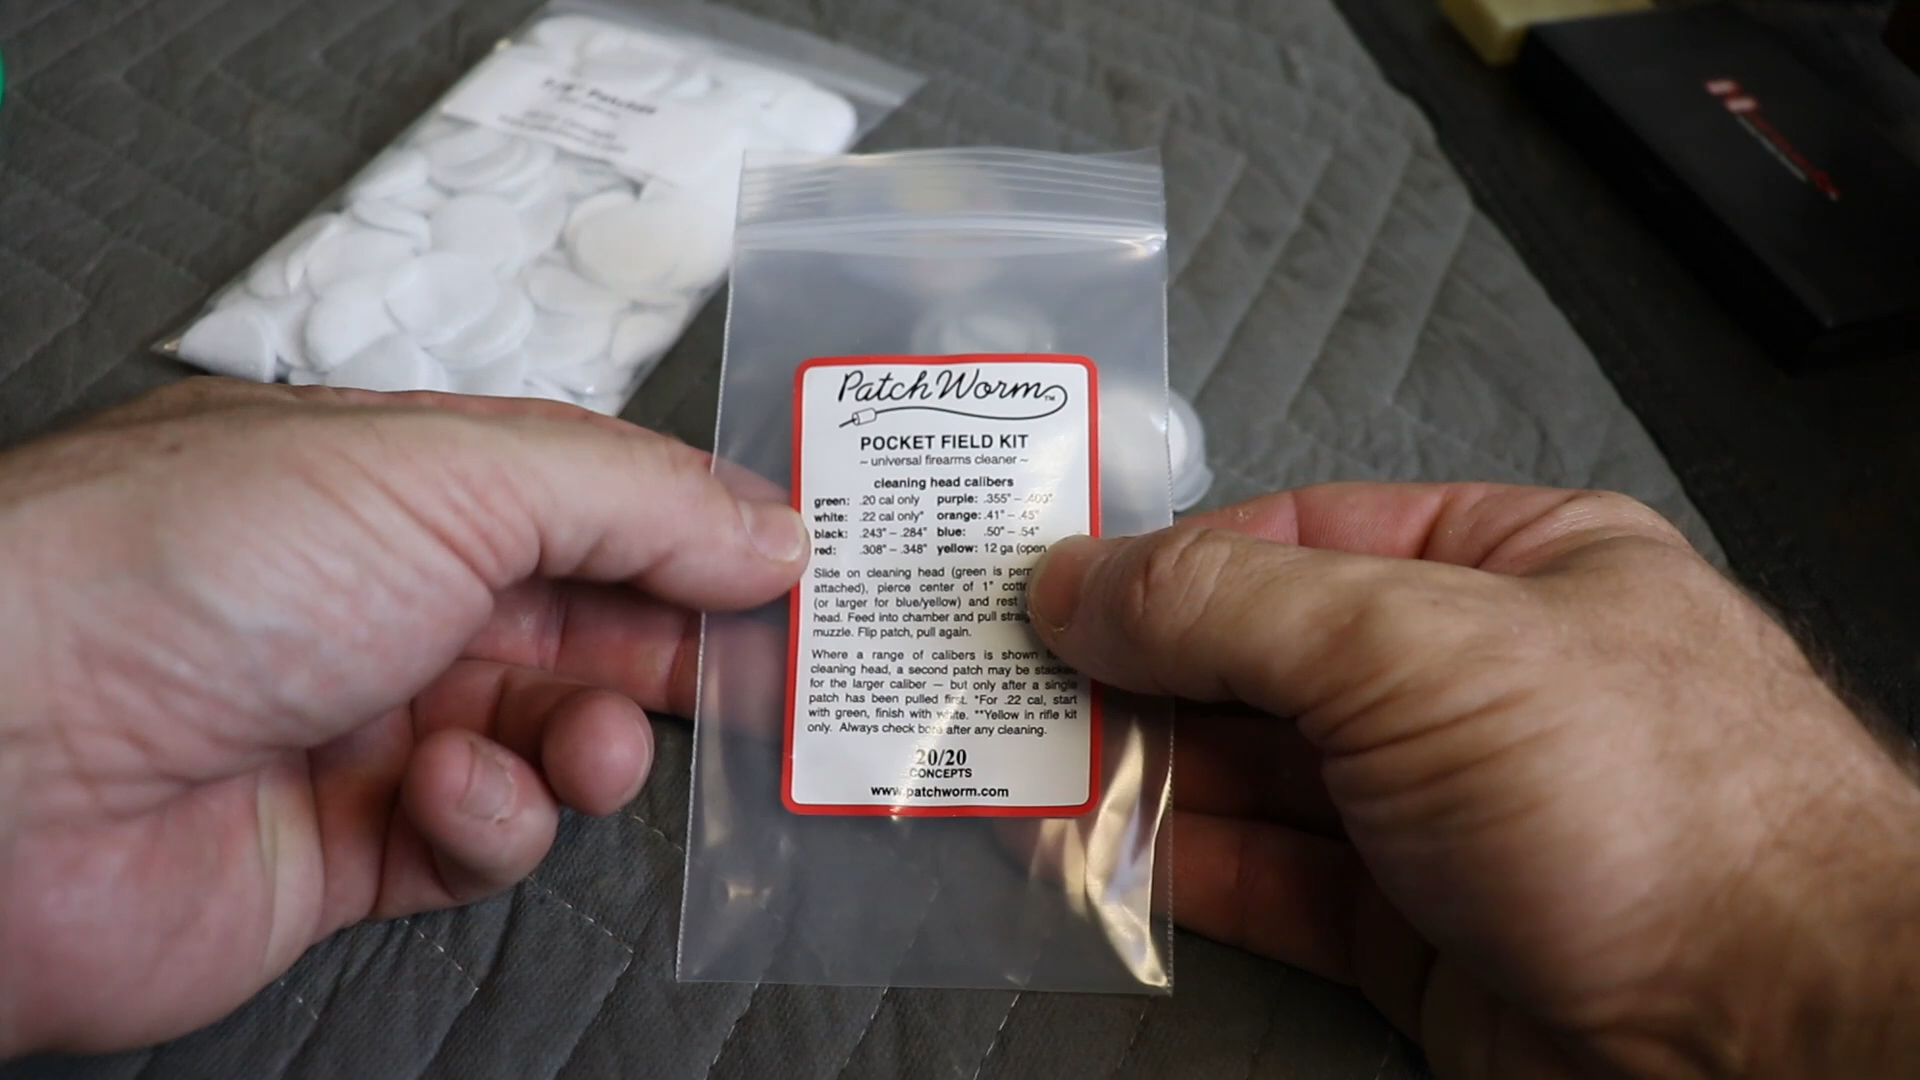 Patches
PatchWorm™
POCKET FIELD KIT
~ universal firearms cleaner ~
cleaning head calibers
green: .20 cal only purple: .355" – .400"
white: .22 cal only* orange: .41" – .45"
black: .243" – .284" blue: .50" – .54"
red: .308" – .348" yellow: 12 ga (open
Slide on cleaning head (green is
attached), pierce center of 1"
(or larger for blue/yellow) and rest
head. Feed into chamber and pull
muzzle. Flip patch, pull again.
Where a range of calibers is shown
cleaning head, a second patch may be stacked
for the larger caliber — but only after a single
patch has been pulled first. *For .22 cal, start
with green, finish with white. **Yellow in rifle kit
only. Always check bore after any cleaning.
20/20
CONCEPTS
www.patchworm.com